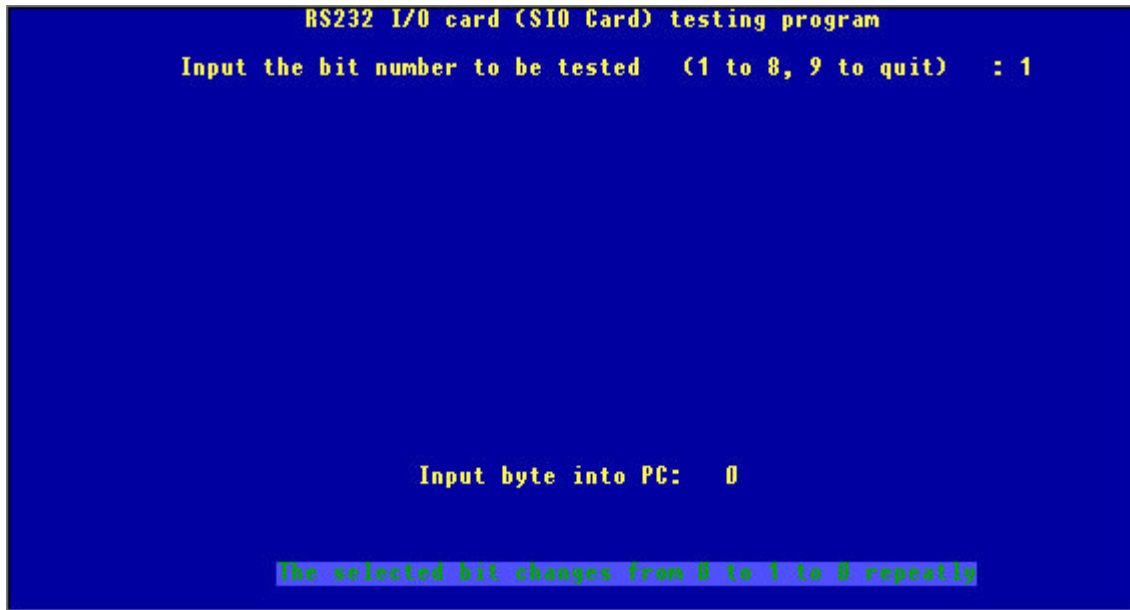 RS232 I/O card (SIO Card) testing program
Input the bit number to be tested (1 to 8, 9 to quit) : 1
Input byte into PC: 0
The selected bit changes from 0 to 1 to 0 repeatly